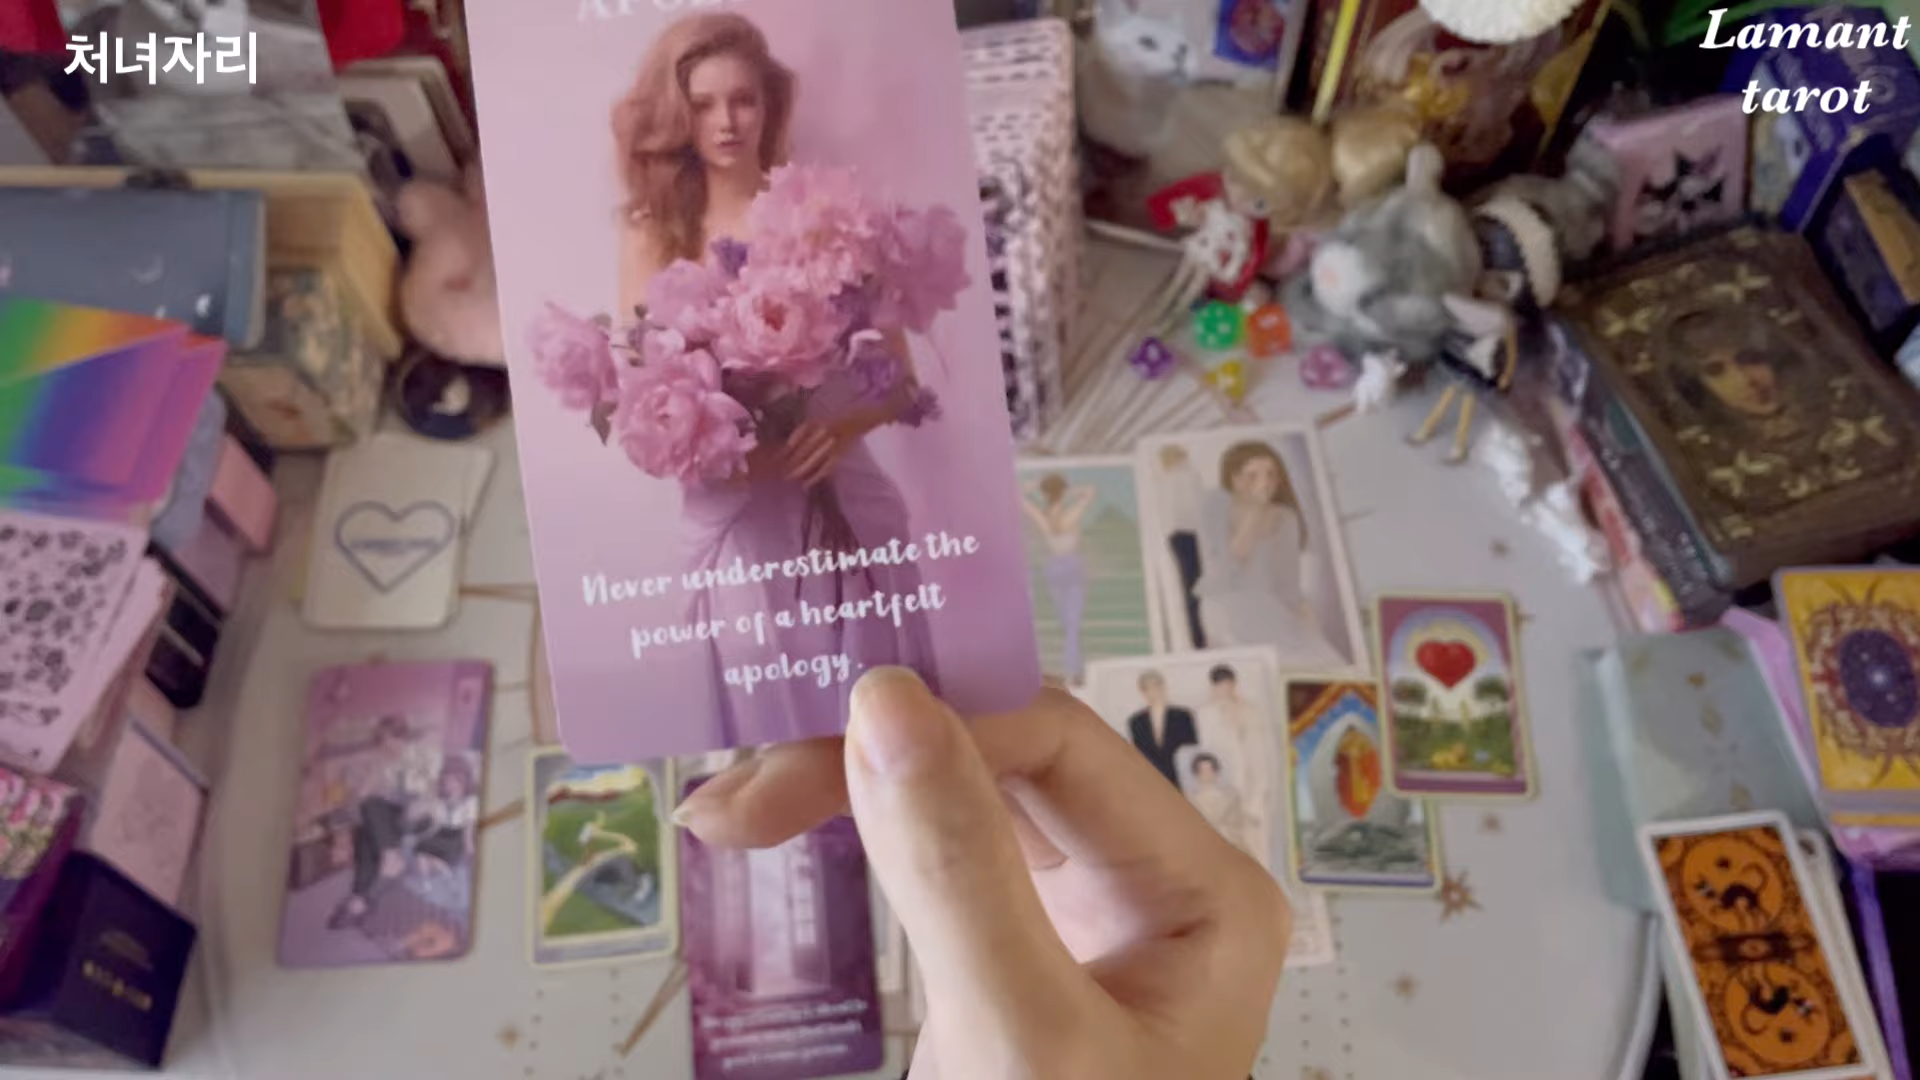 처녀자리
Lamant
tarot
Never underestimate the
power of a heartfelt
apology.